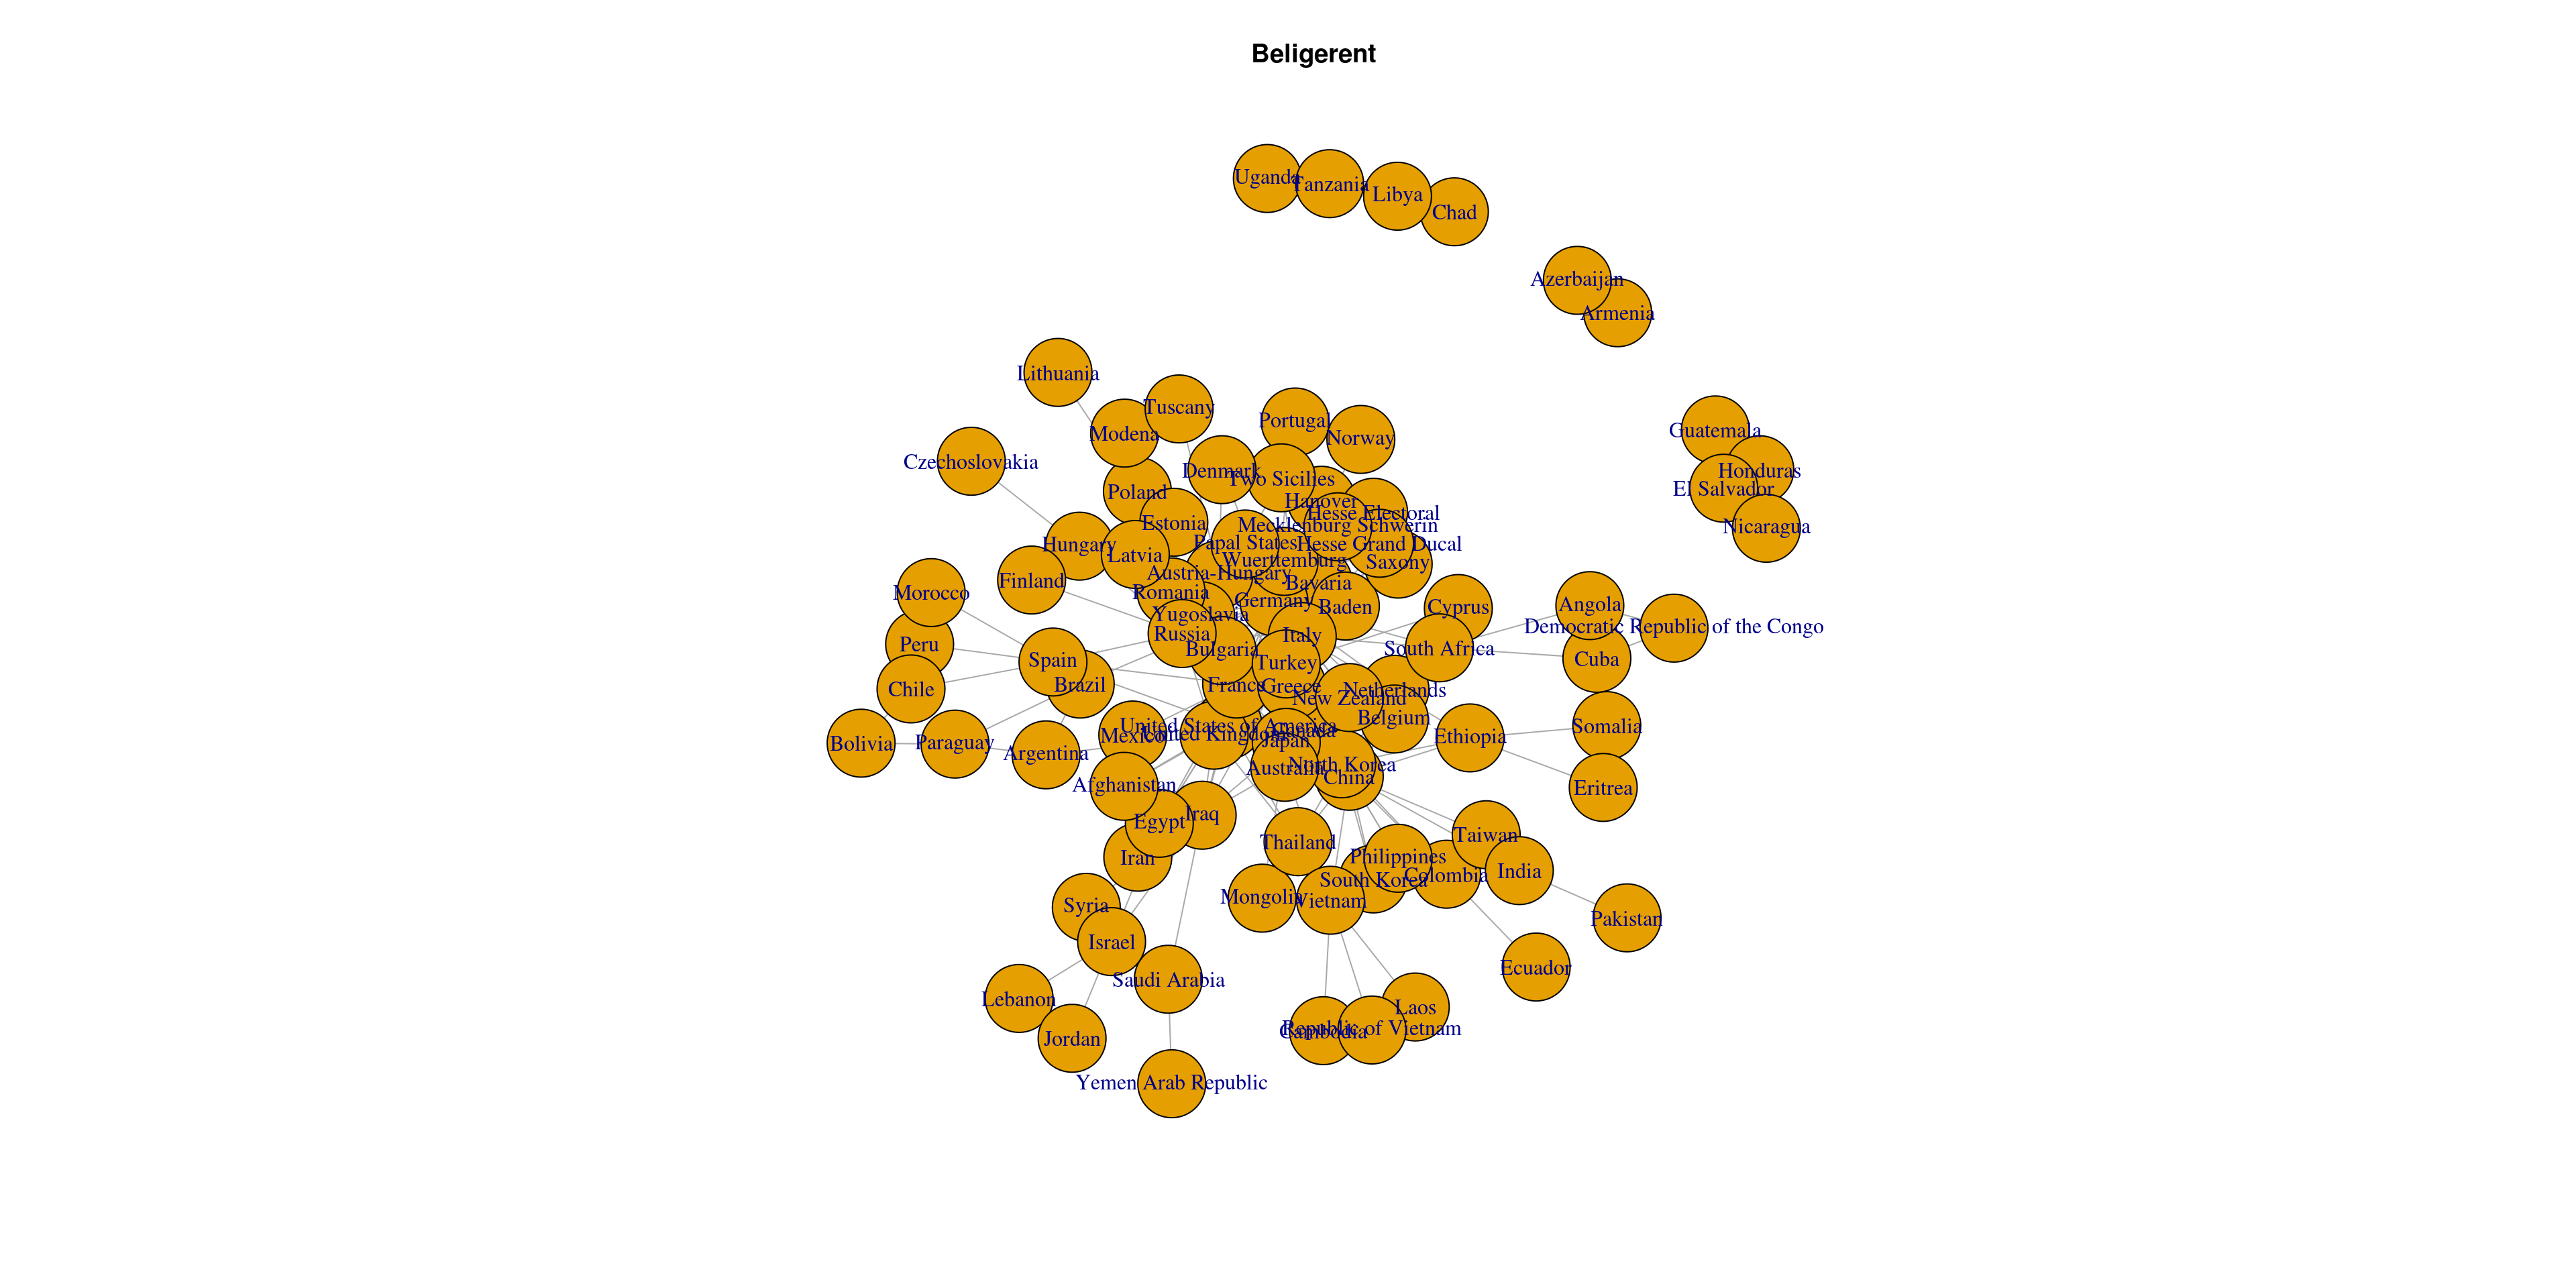 Beligerent
Uganda
Tanzania
Libya
Chad
Azerbaijan
Armenia
Lithuania
Tuscany
Modena
Portugal
Norway
Guatemala
Honduras
El Salvador
Nicaragua
Czechoslovakia
Denmark
Two Sicilies
Poland
Hanover
Hesse Electoral
Estonia
Mecklenburg Schwerin
Hungary
Latvia
Papal States
Hesse Grand Ducal
Wuerttemburg
Saxony
Finland
Austria-Hungary
Bavaria
Morocco
Romania
Germany
Baden
Cyprus
Angola
Yugoslavia
Democratic Republic of the Congo
Russia
Italy
Peru
Bulgaria
South Africa
Spain
Turkey
Cuba
Chile
Brazil
France
Greece
Netherlands
New Zealand
Belgium
United States of America
Somalia
Mexico
United Kingdom
Canada
Ethiopia
Bolivia
Paraguay
Argentina
Japan
North Korea
Australia
China
Afghanistan
Eritrea
Iraq
Egypt
Taiwan
Thailand
Iran
Philippines
India
Colombia
South Korea
Mongolia
Vietnam
Syria
Pakistan
Israel
Ecuador
Saudi Arabia
Lebanon
Laos
Republic of Vietnam
Cambodia
Jordan
Yemen Arab Republic